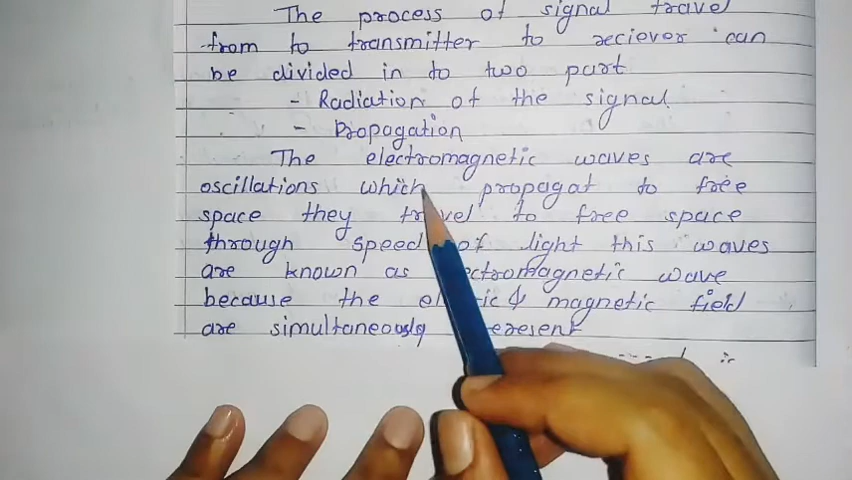 The process of signal travel
from to transmitter to reciever can
be divided in to two part
- Radiation of the signal
- Propagation
The electromagnetic waves are
oscillations which propagat to free
space they travel to free space
through speed of light this waves
are known as electromagnetic wave
because the & magnetic field
are simultaneously